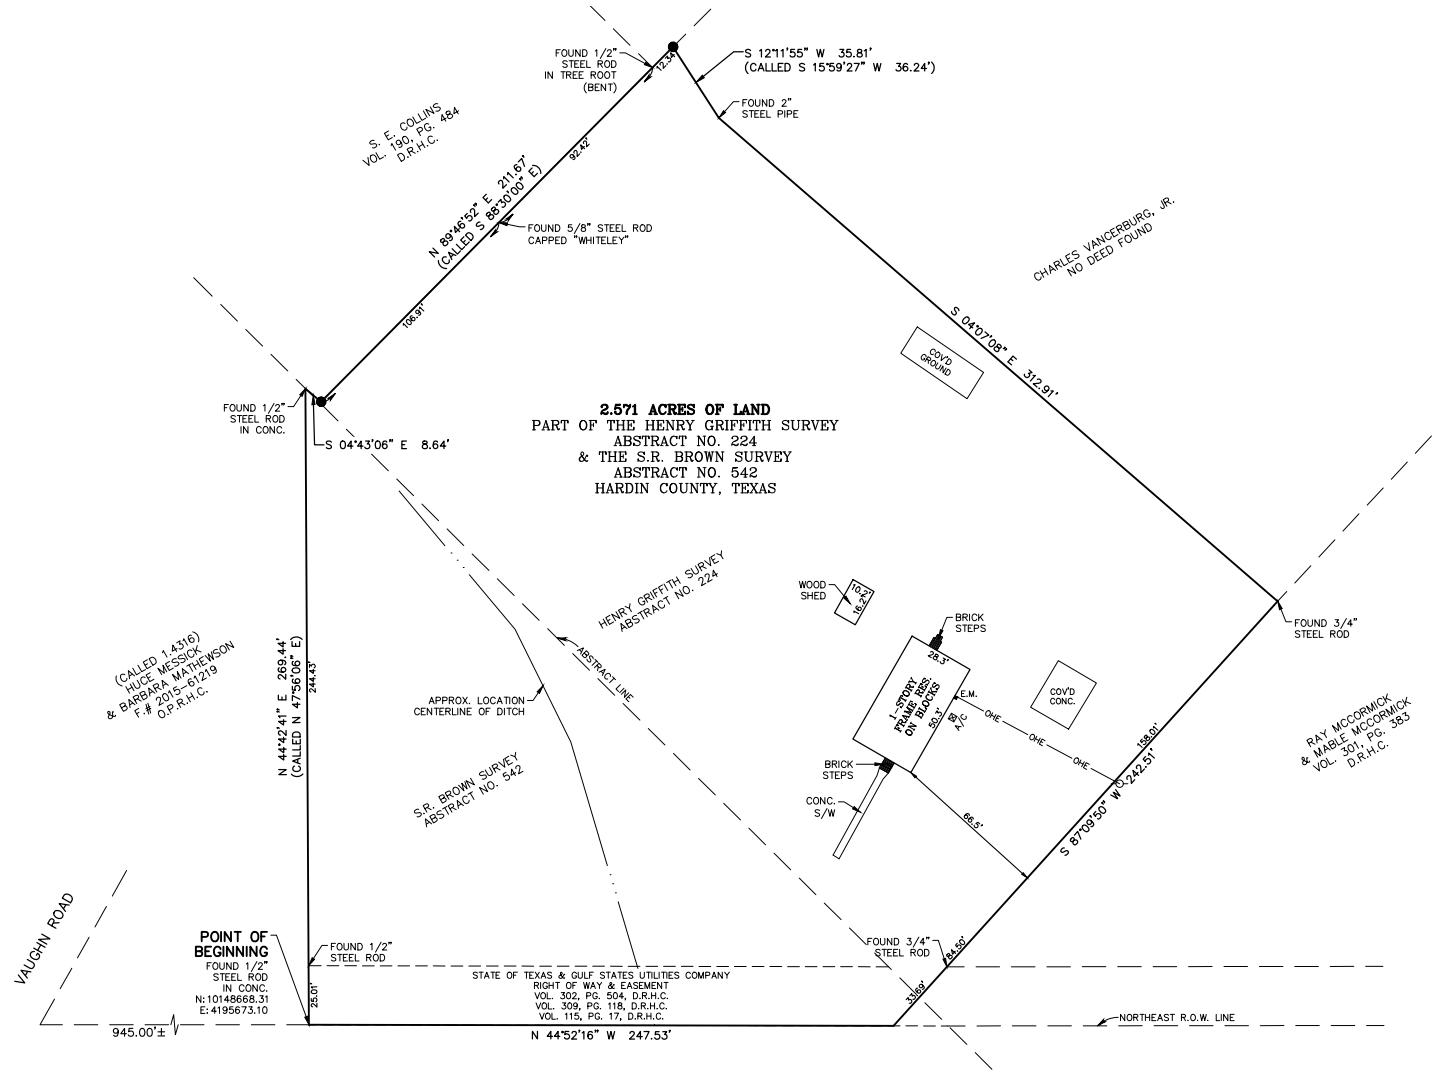 FOUND 1/2"
STEEL ROD
IN TREE ROOT
(BENT)
12.34'
S 12°11'55" W 35.81'
(CALLED S 15°59'27" W 36.24')
FOUND 2"
STEEL PIPE
S. E. COLLINS
VOL. 190, PG. 484
D.R.H.C.
92.42'
N 89°46'52" E 211.67'
(CALLED S 88°30'00" E)
FOUND 5/8" STEEL ROD
CAPPED "WHITELEY"
106.91'
CHARLES VANCERBURG, JR.
NO DEED FOUND
S 04°07'08" E 312.91'
COV'D
GROUND
FOUND 1/2"
STEEL ROD
IN CONC.
S 04°43'06" E 8.64'
2.571 ACRES OF LAND
PART OF THE HENRY GRIFFITH SURVEY
ABSTRACT NO. 224
& THE S.R. BROWN SURVEY
ABSTRACT NO. 542
HARDIN COUNTY, TEXAS
HENRY GRIFFITH SURVEY
ABSTRACT NO. 224
WOOD
SHED
10.2'
16.2'
BRICK
STEPS
28.3'
FOUND 3/4"
STEEL ROD
(CALLED 1.4316)
HUCE MESSICK
& BARBARA MATHEWSON
F.# 2015-61219
O.P.R.H.C.
N 44°42'41" E 269.44'
(CALLED N 47°56'06" E)
244.43'
ABSTRACT LINE
APPROX. LOCATION
CENTERLINE OF DITCH
1-STORY
FRAME RES.
ON BLOCKS
50.3'
E.M.
A/C
OHE
OHE
OHE
COV'D
CONC.
158.01'
S 87°09'50" W 242.51'
RAY MCCORMICK
& MABLE MCCORMICK
VOL. 301, PG. 383
D.R.H.C.
S.R. BROWN SURVEY
ABSTRACT NO. 542
BRICK
STEPS
CONC.
S/W
66.5'
VAUGHN ROAD
POINT OF
BEGINNING
FOUND 1/2"
STEEL ROD
IN CONC.
N: 10148668.31
E: 4195673.10
FOUND 1/2"
STEEL ROD
25.01'
FOUND 3/4"
STEEL ROD
84.50'
33.69'
STATE OF TEXAS & GULF STATES UTILITIES COMPANY
RIGHT OF WAY & EASEMENT
VOL. 302, PG. 504, D.R.H.C.
VOL. 309, PG. 118, D.R.H.C.
VOL. 115, PG. 17, D.R.H.C.
945.00'±
N 44°52'16" W 247.53'
NORTHEAST R.O.W. LINE